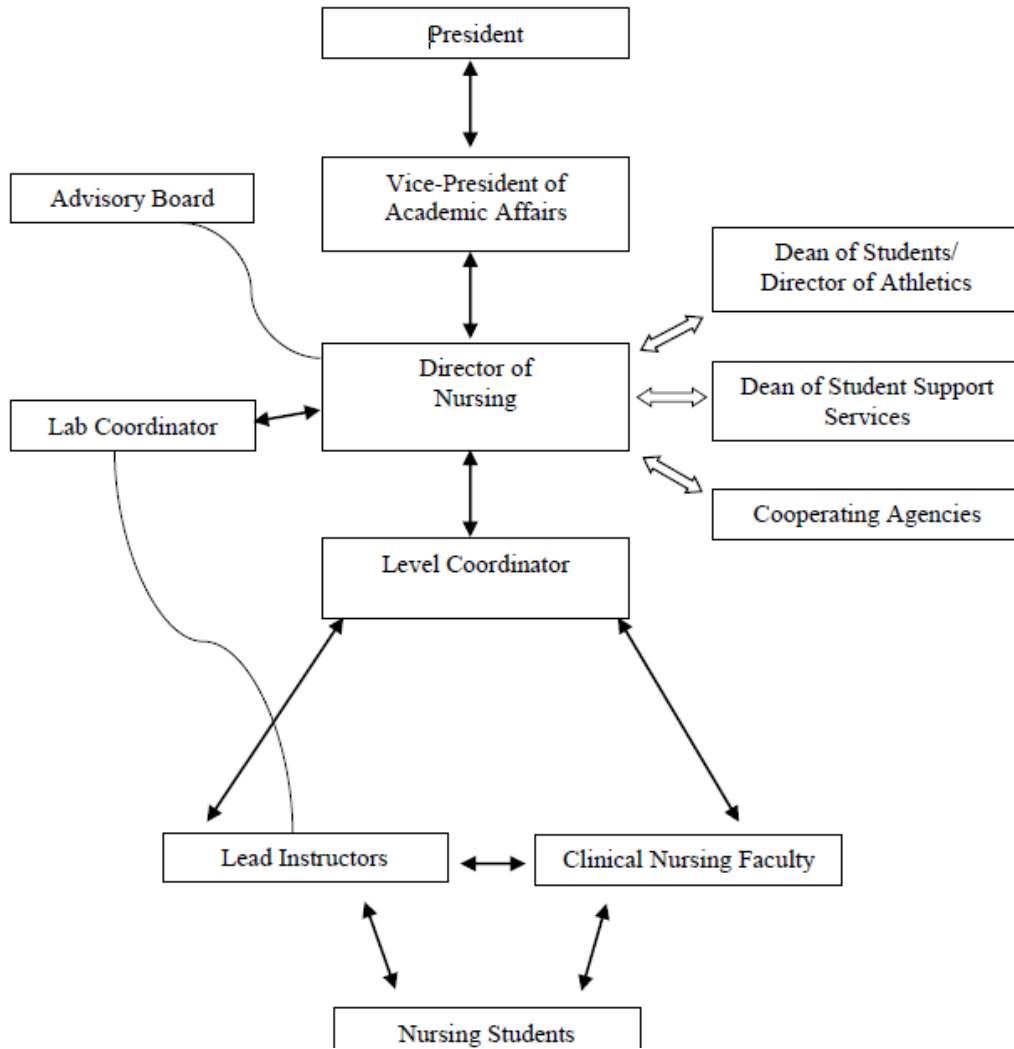 President
Vice-President of
Academic Affairs
Advisory Board
Dean of Students/
Director of Athletics
Director of
Nursing
Dean of Student Support
Services
Lab Coordinator
Cooperating Agencies
Level Coordinator
Lead Instructors
Clinical Nursing Faculty
Nursing Students